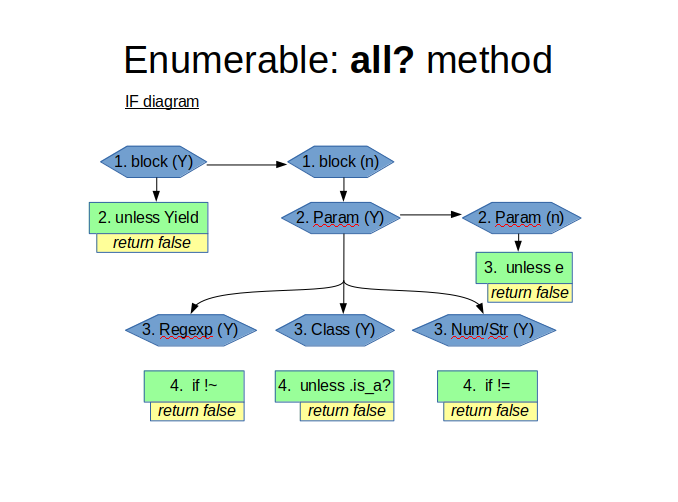 Enumerable: all? method
IF diagram
1. block (Y)
1. block (n)
2. unless Yield
return false
2. Param (Y)
2. Param (n)
3. unless e
return false
3. Regexp (Y)
3. Class (Y)
3. Num/Str (Y)
4. if !~
return false
4. unless .is_a?
return false
4. if !=
return false